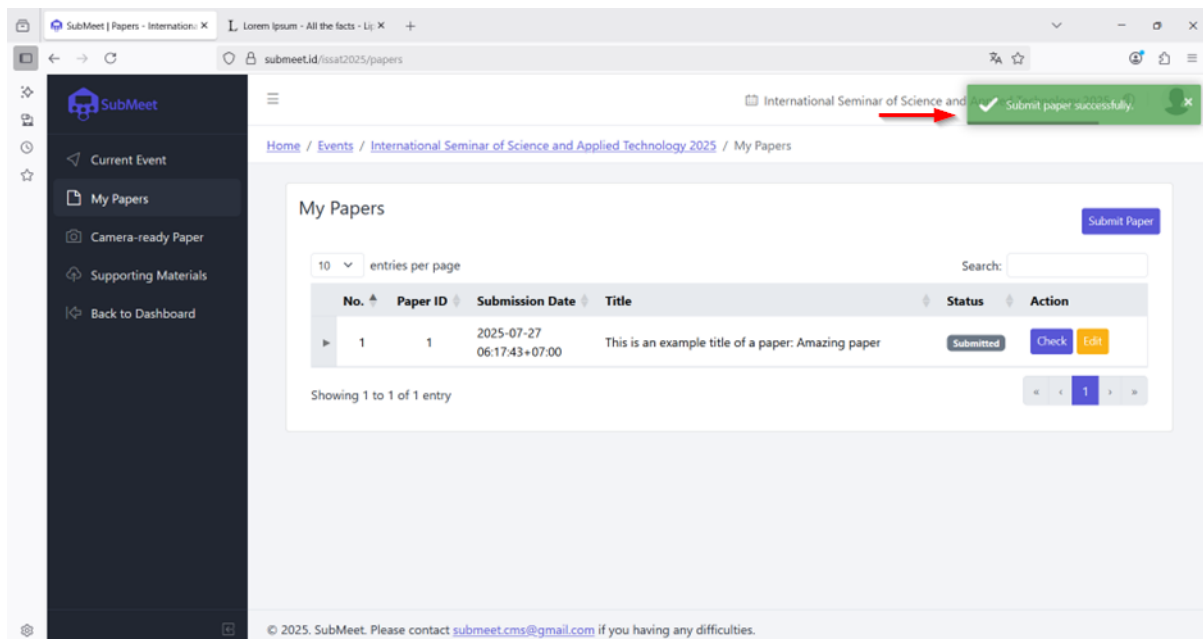 SubMeet | Papers - Internationa
Lorem Ipsum - All the facts - Lip
submeet.id/issat2025/papers
SubMeet
International Seminar of Science and
Submit paper successfully.
Home / Events / International Seminar of Science and Applied Technology 2025 / My Papers
Current Event
My Papers
Camera-ready Paper
Supporting Materials
Back to Dashboard
My Papers
Submit Paper
10 entries per page
Search:
No. Paper ID Submission Date Title Status Action
1 1 2025-07-27 This is an example title of a paper: Amazing paper Submitted Check Edit
06:17:43+07:00
Showing 1 to 1 of 1 entry
« ‹ 1 › »
© 2025. SubMeet. Please contact submeet.cms@gmail.com if you having any difficulties.